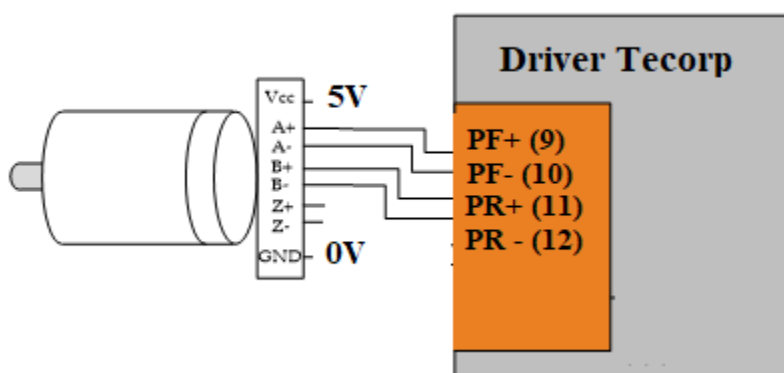 Driver Tecorp
Vcc
5V
A+
A-
B+
B-
Z+
Z-
GND
0V
PF+ (9)
PF- (10)
PR+ (11)
PR - (12)